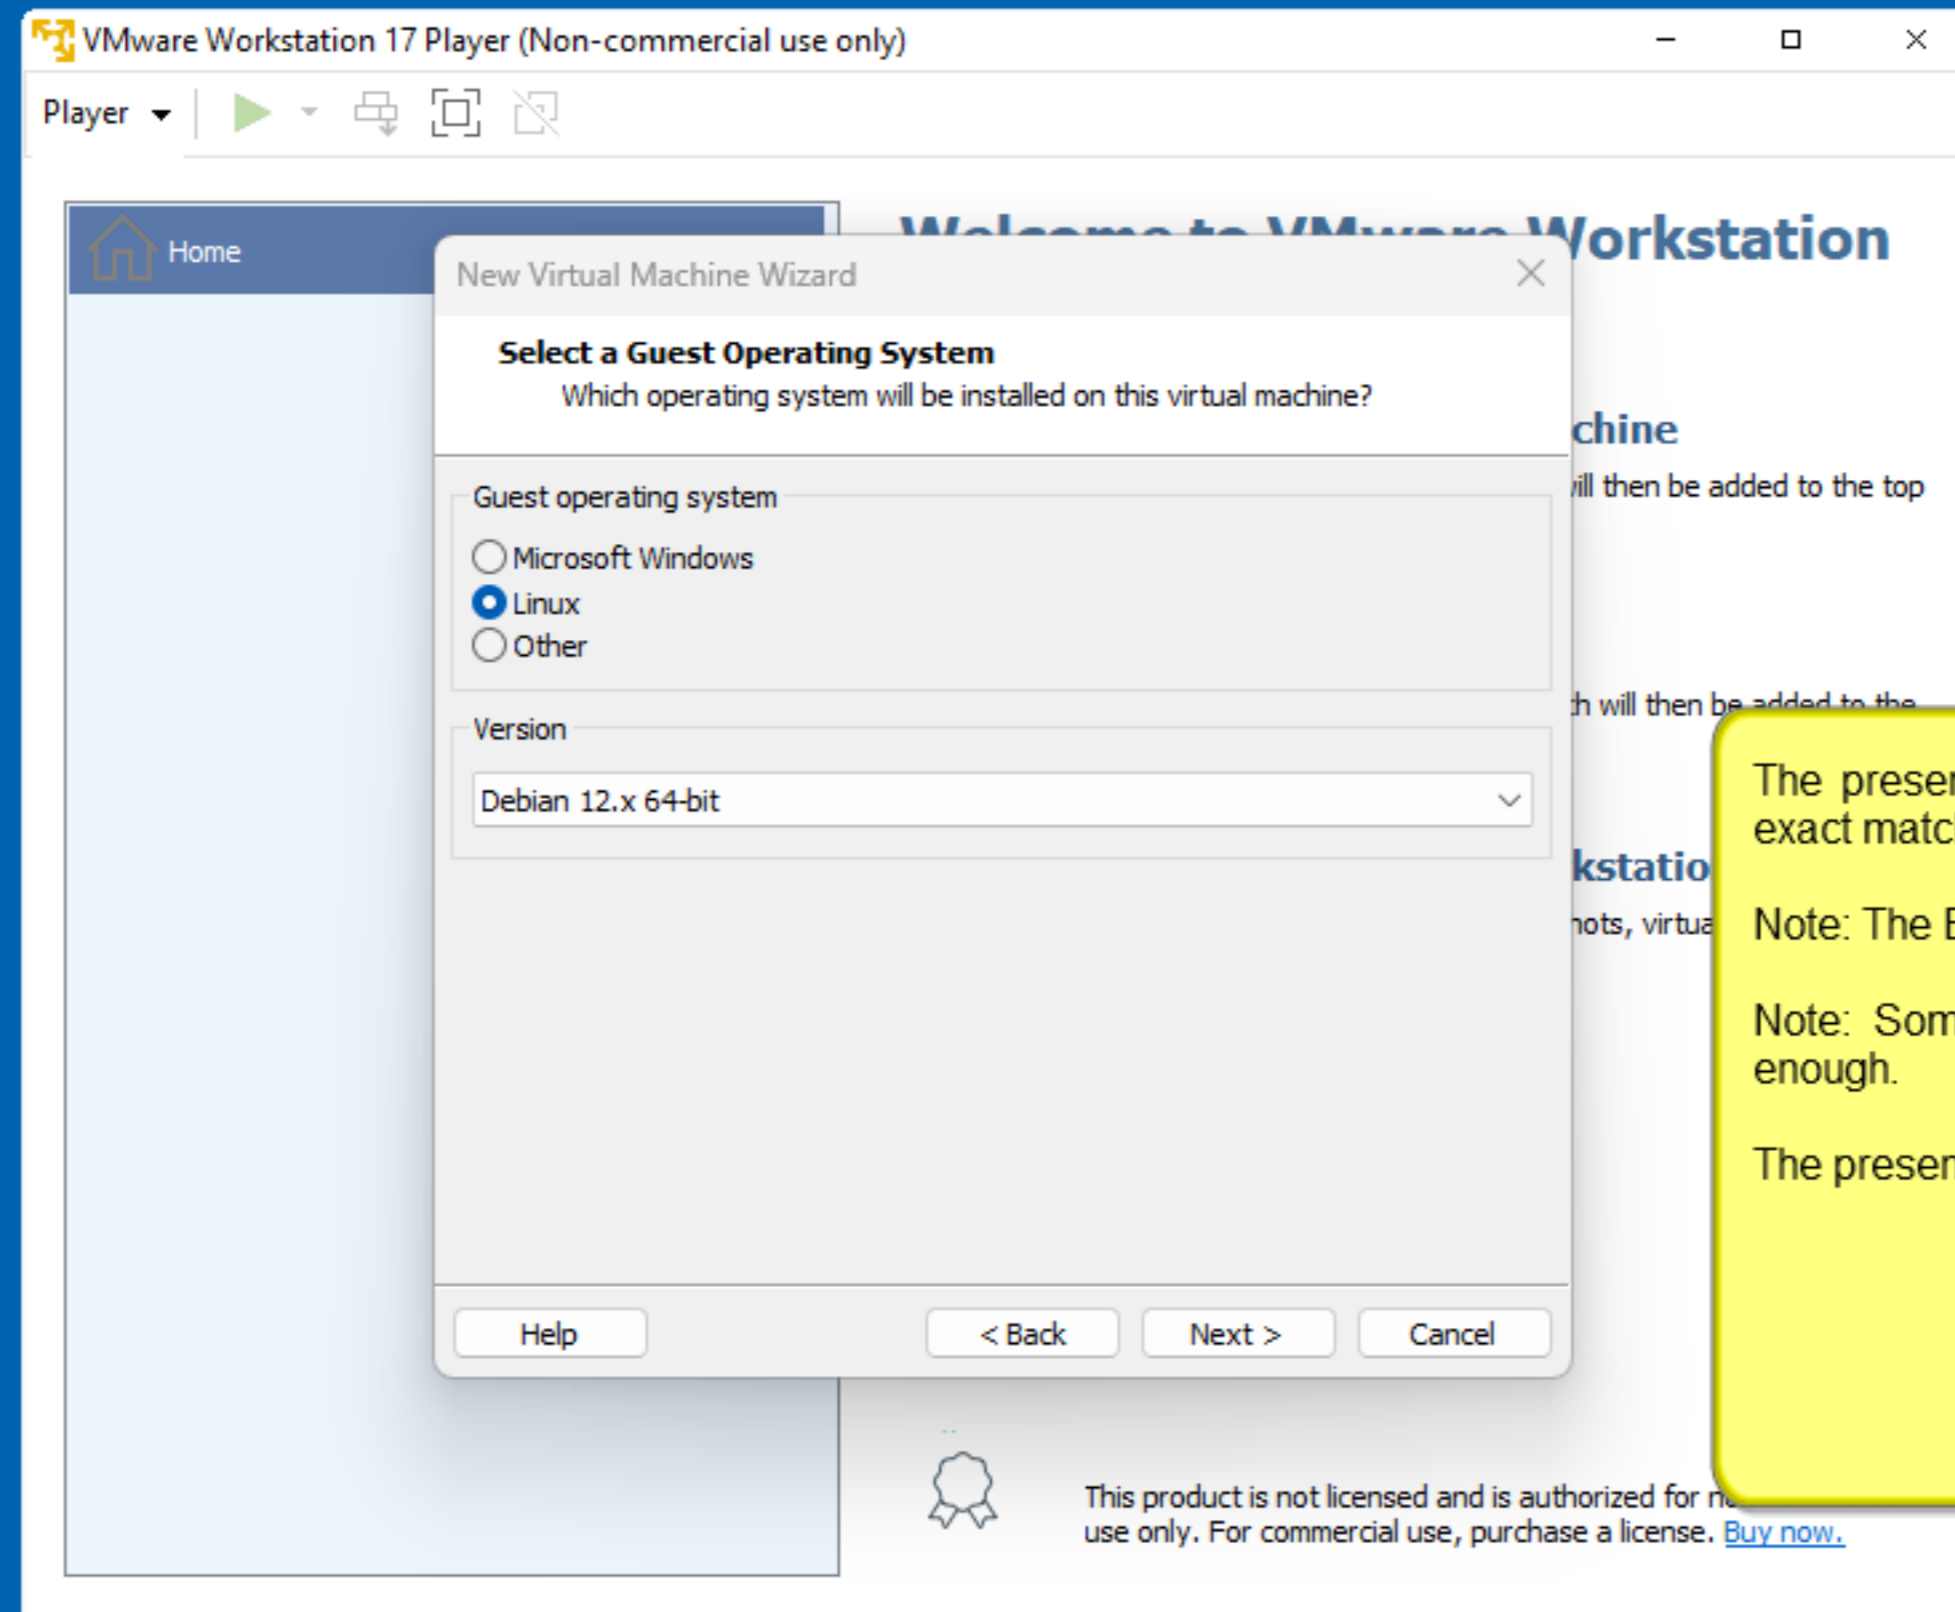 VMware Workstation 17 Player (Non-commercial use only)
Player
Home
Workstation
New Virtual Machine Wizard
Select a Guest Operating System
Which operating system will be installed on this virtual machine?
chine
ill then be added to the top
Guest operating system
Microsoft Windows
Linux
Other
th will then be added to the
Version
Debian 12.x 64-bit
The presen
exact match
kstatio
Note: The
nots, virtua
Note: Som
enough.
The presen
Help
< Back
Next >
Cancel
This product is not licensed and is authorized for
use only. For commercial use, purchase a license. Buy now.